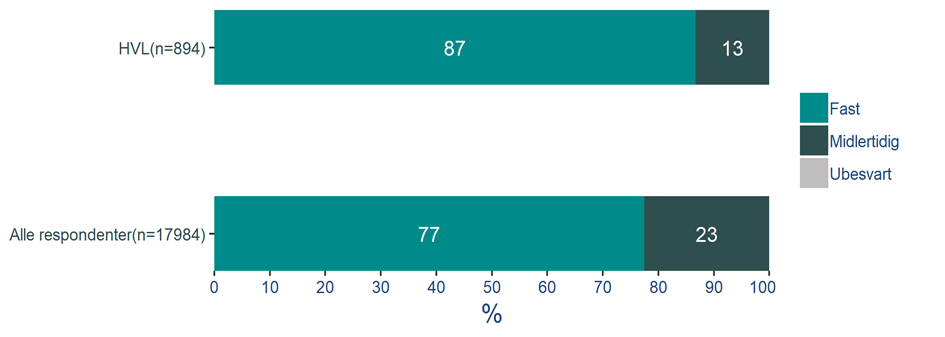 HVL(n=894)
87
13
Fast
Midlertidig
Ubesvart
Alle respondenter(n=17984)
77
23
0 10 20 30 40 50 60 70 80 90 100
%